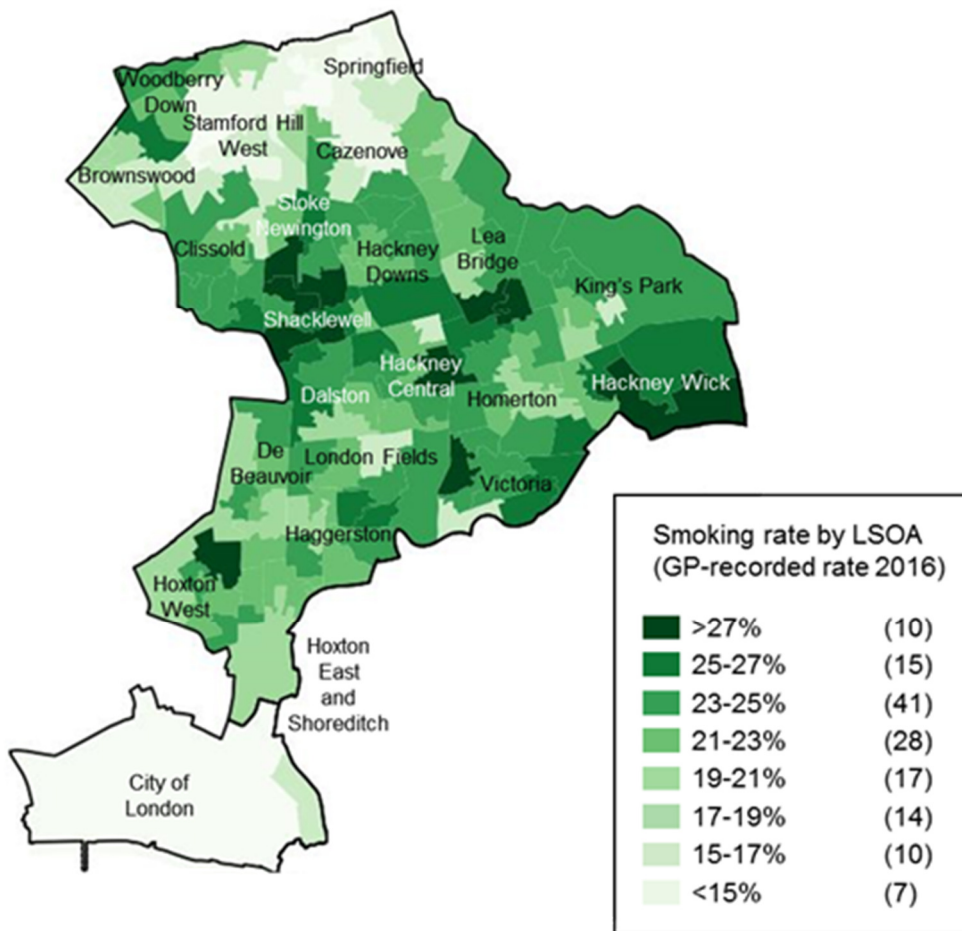 Springfield
Woodberry
Down
Stamford Hill
West
Cazenove
Brownswood
Stoke
Newington
Clissold
Hackney
Downs
Lea
Bridge
King's Park
Shacklewell
Hackney
Central
Hackney Wick
Dalston
Homerton
De
Beauvoir
London Fields
Victoria
Haggerston
Hoxton
West
Hoxton
East
and
Shoreditch
City of
London
Smoking rate by LSOA
(GP-recorded rate 2016)
>27% (10)
25-27% (15)
23-25% (41)
21-23% (28)
19-21% (17)
17-19% (14)
15-17% (10)
<15% (7)